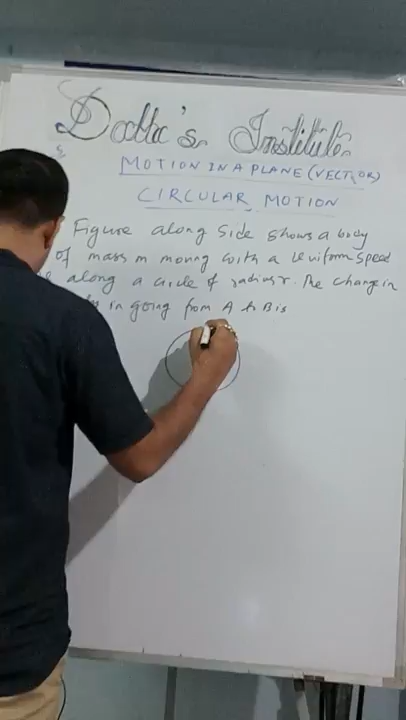 Datta's Institute
MOTION IN A PLANE (VECTOR)
CIRCULAR MOTION
Figure along side shows a body
of mass m moving with a uniform speed
along a circle of radius r. The change in
in going from A to B is